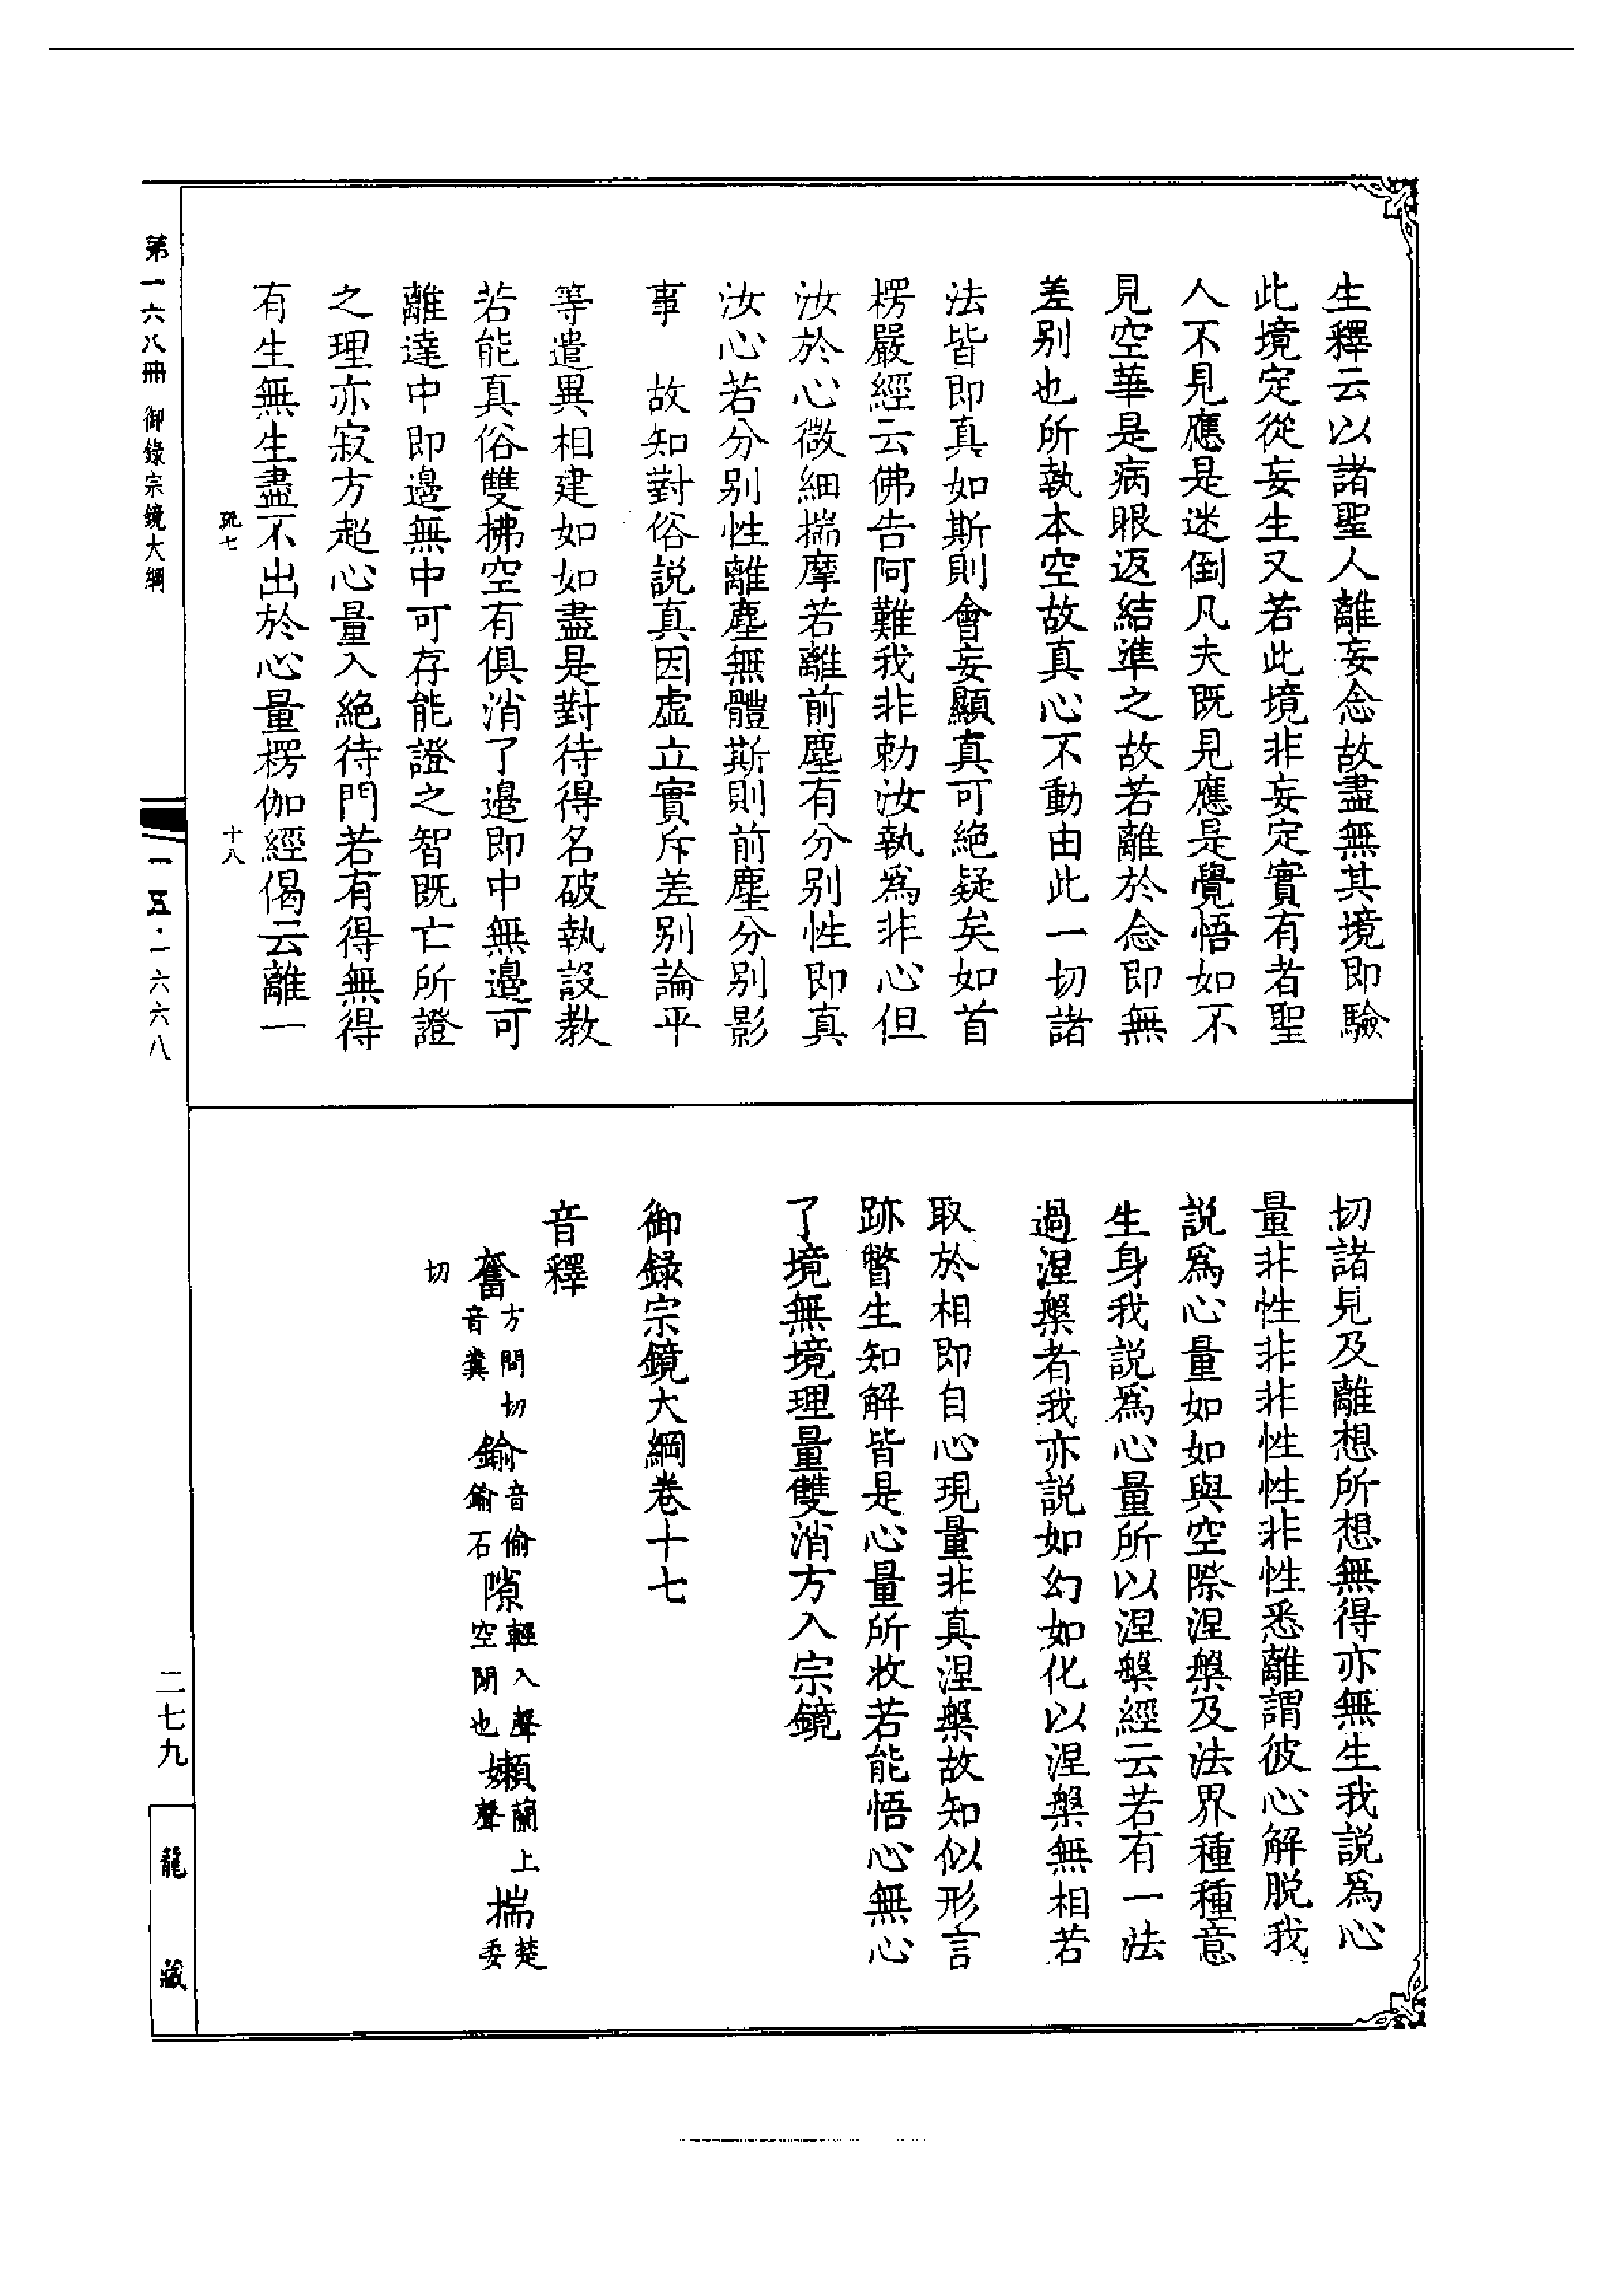 生釋云以諸聖人離妄念故盡無其境即驗
此境定從妄生又若此境非妄定實有者聖
人不見應是迷倒凡夫既見應是覺悟如不
見空華是病眼返結準之故若離於念即無
差别也所執本空故真心不動由此一切諸
法皆即真如斯則會妄顯真可絶疑矣如首
楞嚴經云佛告阿難我非勅汝執爲非心但
汝於心微細揣摩若離前塵有分别性即真
汝心若分别性離塵無體斯則前塵分别影
事　故知對俗説真因虚立實斥差别論平
等遣異相建如如盡是對待得名破執設教
若能真俗雙拂空有俱消了邉即中無邉可
離達中即邉無中可存能證之智既亡所證
之理亦寂方超心量入絶待門若有得無得
有生無生盡不出於心量楞伽經偈云離一
切諸見及離想所想無得亦無生我説爲心
量非性非非性性非性悉離謂彼心解脱我
説爲心量如如與空際涅槃及法界種種意
生身我説爲心量所以涅槃經云若有一法
過涅槃者我亦説如幻如化以涅槃無相若
取於相即自心現量非真涅槃故知似形言
跡瞥生知解皆是心量所收若能悟心無心
了境無境理量雙消方入宗鏡
御録宗鏡大綱卷十七
音釋
奮方問切音糞 鍮音偷鍮石 隙輕入聲空閒也 嬾蘭上聲 揣楚委
切
第一六八冊 御錄宗鏡大綱
十八
一五·一六六八
二七九
龍藏